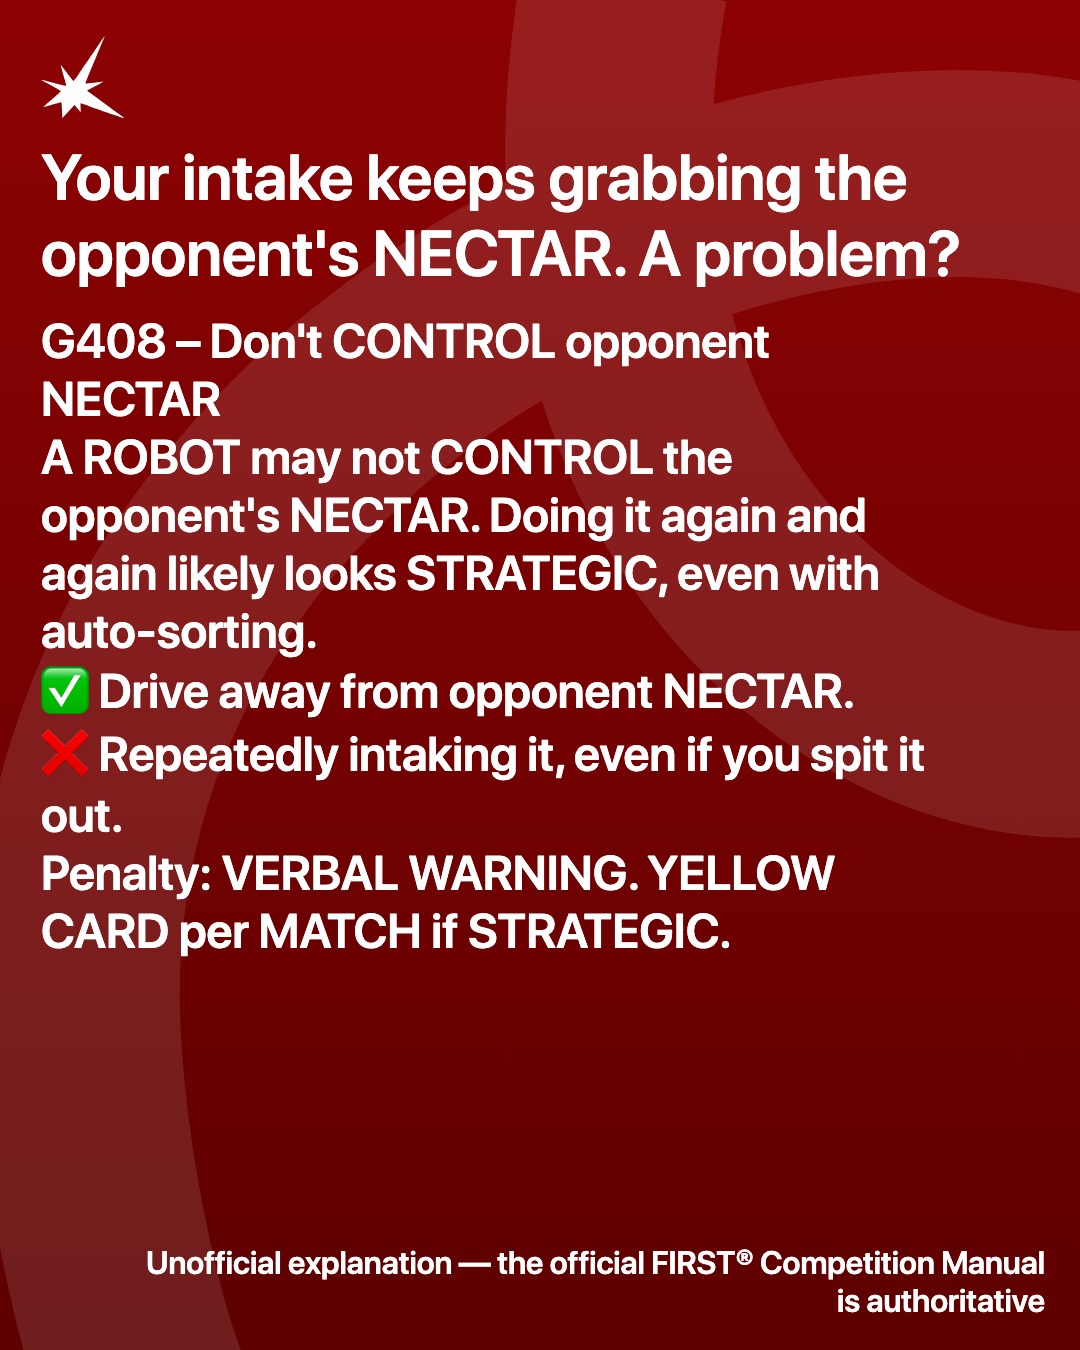 Your intake keeps grabbing the
opponent's NECTAR. A problem?
G408 – Don't CONTROL opponent
NECTAR
A ROBOT may not CONTROL the
opponent's NECTAR. Doing it again and
again likely looks STRATEGIC, even with
auto-sorting.
✅ Drive away from opponent NECTAR.
❌ Repeatedly intaking it, even if you spit it
out.
Penalty: VERBAL WARNING. YELLOW
CARD per MATCH if STRATEGIC.
Unofficial explanation — the official FIRST® Competition Manual
is authoritative